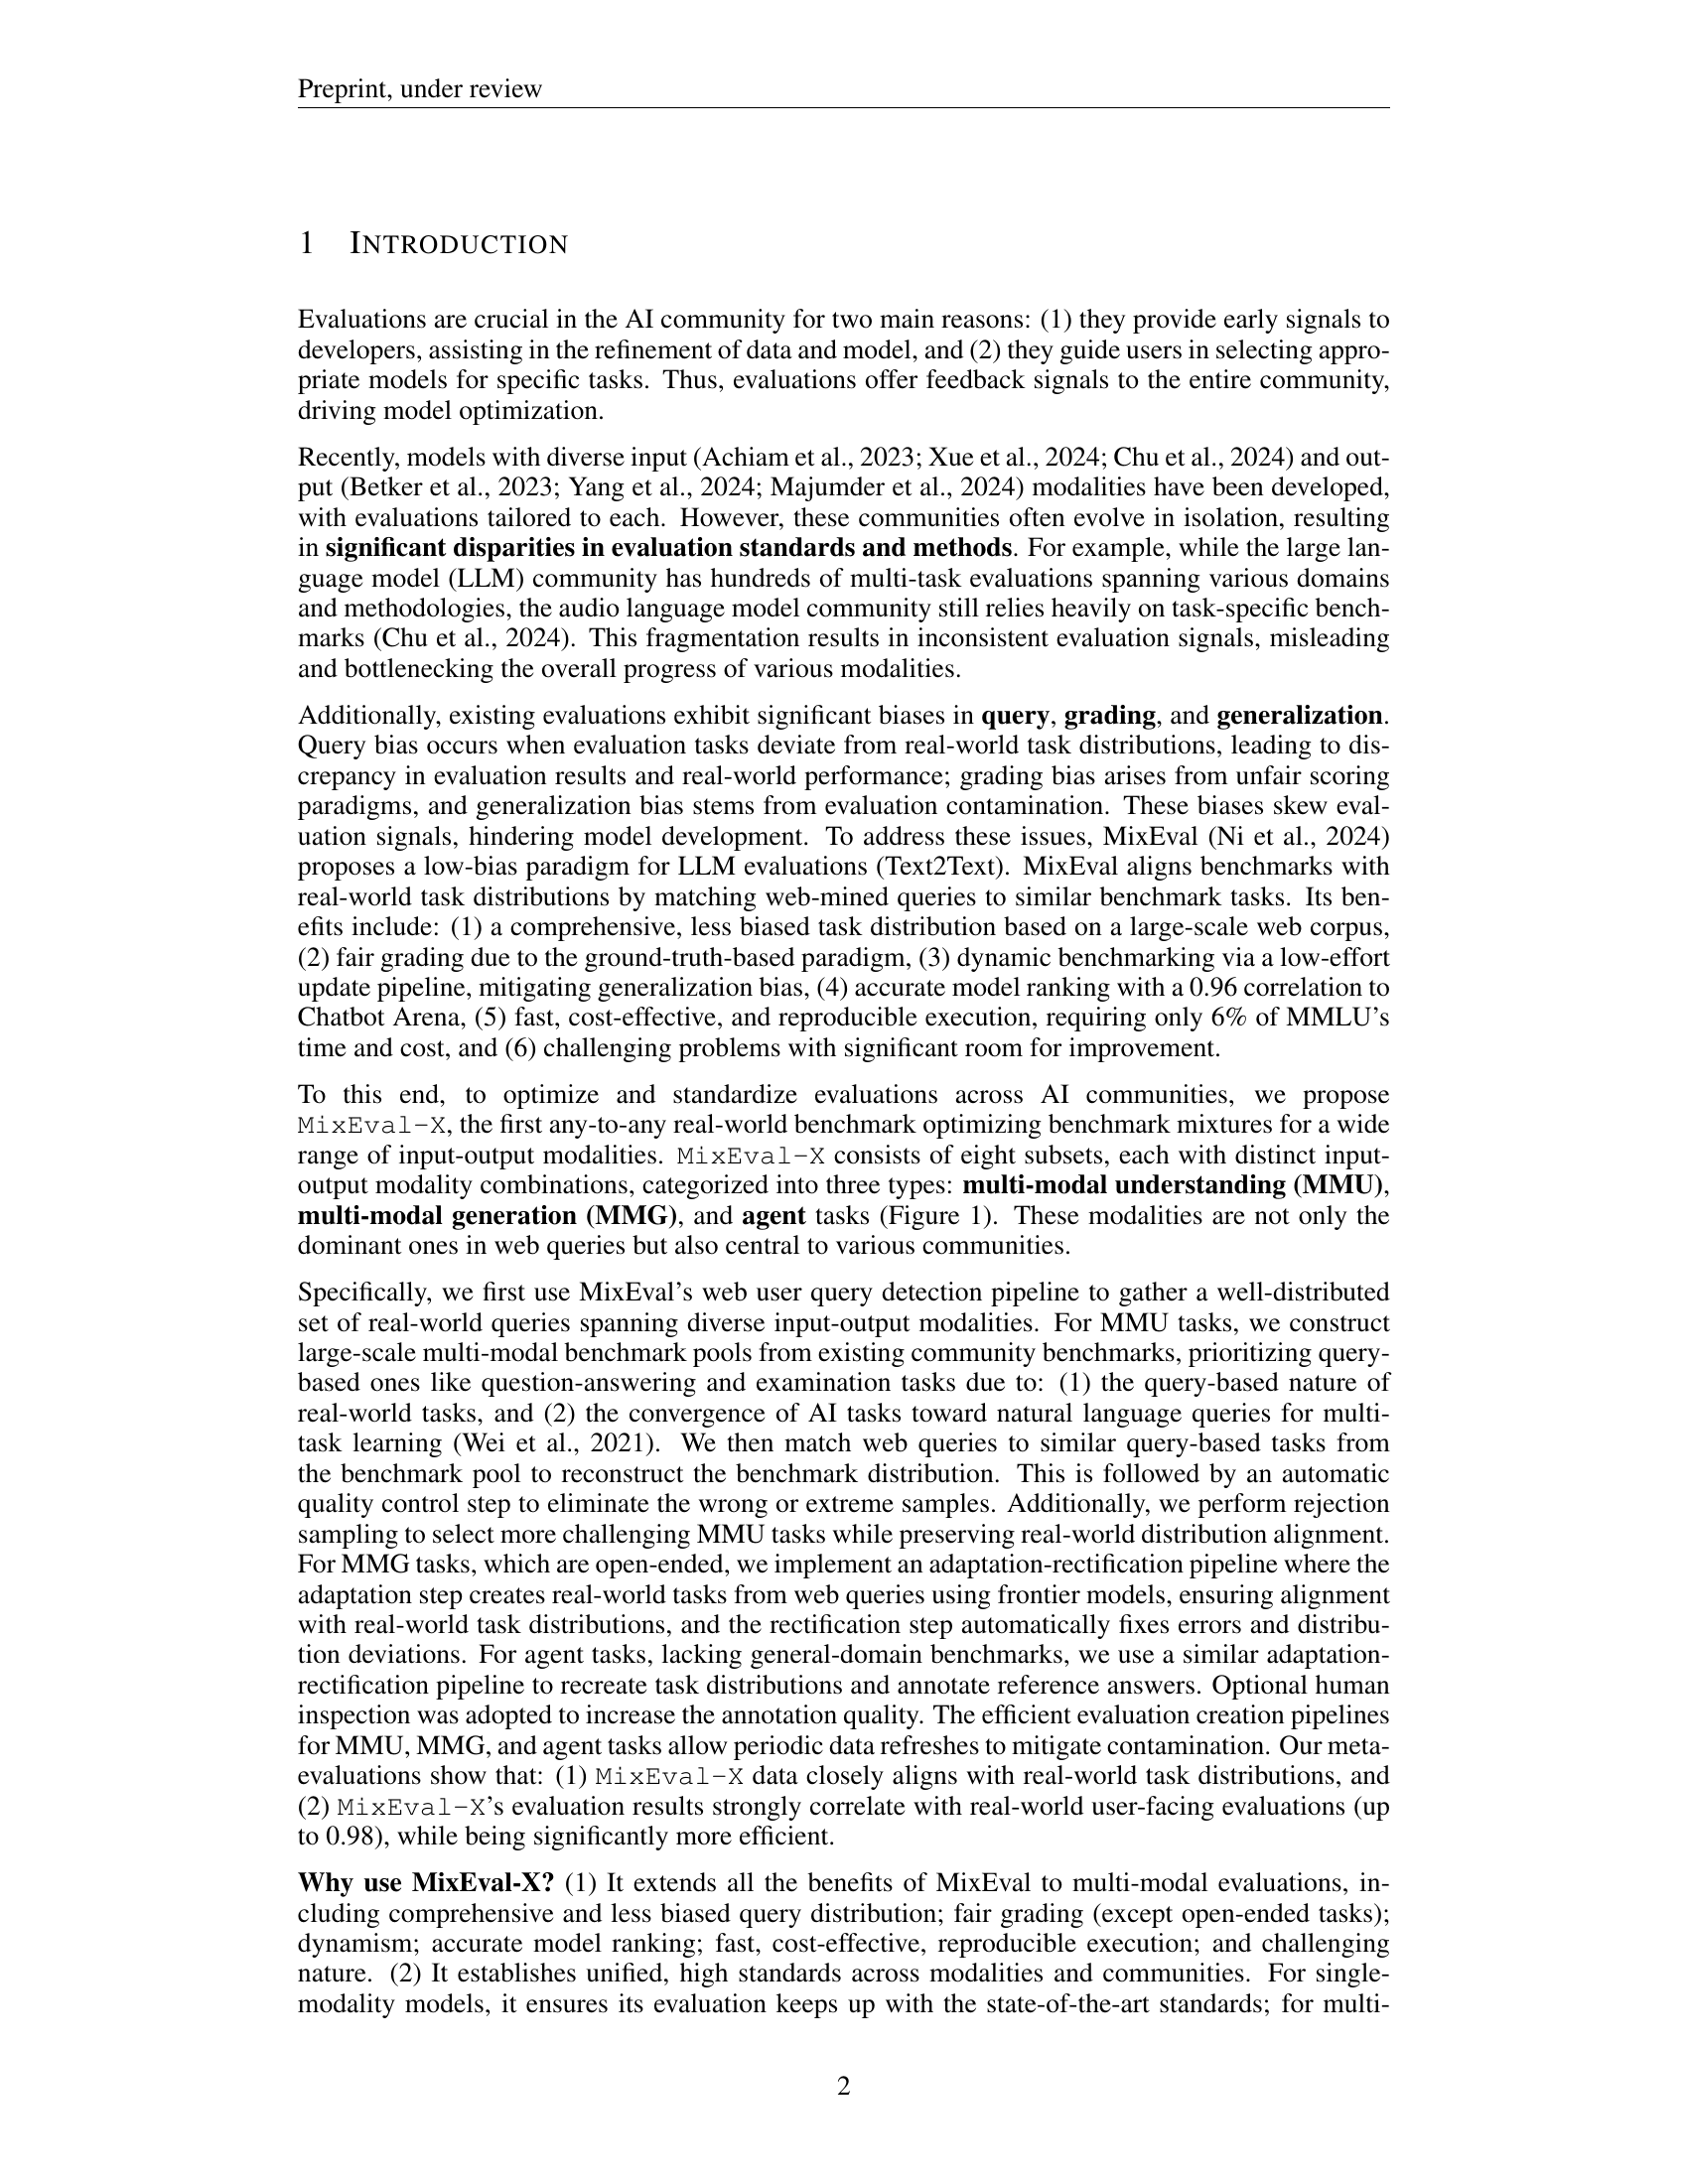 Preprint, under review
1 INTRODUCTION
Evaluations are crucial in the AI community for two main reasons: (1) they provide early signals to
developers, assisting in the refinement of data and model, and (2) they guide users in selecting appro-
priate models for specific tasks. Thus, evaluations offer feedback signals to the entire community,
driving model optimization.
Recently, models with diverse input (Achiam et al., 2023; Xue et al., 2024; Chu et al., 2024) and out-
put (Betker et al., 2023; Yang et al., 2024; Majumder et al., 2024) modalities have been developed,
with evaluations tailored to each. However, these communities often evolve in isolation, resulting
in significant disparities in evaluation standards and methods. For example, while the large lan-
guage model (LLM) community has hundreds of multi-task evaluations spanning various domains
and methodologies, the audio language model community still relies heavily on task-specific bench-
marks (Chu et al., 2024). This fragmentation results in inconsistent evaluation signals, misleading
and bottlenecking the overall progress of various modalities.
Additionally, existing evaluations exhibit significant biases in query, grading, and generalization.
Query bias occurs when evaluation tasks deviate from real-world task distributions, leading to dis-
crepancy in evaluation results and real-world performance; grading bias arises from unfair scoring
paradigms, and generalization bias stems from evaluation contamination. These biases skew eval-
uation signals, hindering model development. To address these issues, MixEval (Ni et al., 2024)
proposes a low-bias paradigm for LLM evaluations (Text2Text). MixEval aligns benchmarks with
real-world task distributions by matching web-mined queries to similar benchmark tasks. Its ben-
efits include: (1) a comprehensive, less biased task distribution based on a large-scale web corpus,
(2) fair grading due to the ground-truth-based paradigm, (3) dynamic benchmarking via a low-effort
update pipeline, mitigating generalization bias, (4) accurate model ranking with a 0.96 correlation to
Chatbot Arena, (5) fast, cost-effective, and reproducible execution, requiring only 6% of MMLU's
time and cost, and (6) challenging problems with significant room for improvement.
To this end, to optimize and standardize evaluations across AI communities, we propose
MixEval-X, the first any-to-any real-world benchmark optimizing benchmark mixtures for a wide
range of input-output modalities. MixEval-X consists of eight subsets, each with distinct input-
output modality combinations, categorized into three types: multi-modal understanding (MMU),
multi-modal generation (MMG), and agent tasks (Figure 1). These modalities are not only the
dominant ones in web queries but also central to various communities.
Specifically, we first use MixEval's web user query detection pipeline to gather a well-distributed
set of real-world queries spanning diverse input-output modalities. For MMU tasks, we construct
large-scale multi-modal benchmark pools from existing community benchmarks, prioritizing query-
based ones like question-answering and examination tasks due to: (1) the query-based nature of
real-world tasks, and (2) the convergence of AI tasks toward natural language queries for multi-
task learning (Wei et al., 2021). We then match web queries to similar query-based tasks from
the benchmark pool to reconstruct the benchmark distribution. This is followed by an automatic
quality control step to eliminate the wrong or extreme samples. Additionally, we perform rejection
sampling to select more challenging MMU tasks while preserving real-world distribution alignment.
For MMG tasks, which are open-ended, we implement an adaptation-rectification pipeline where the
adaptation step creates real-world tasks from web queries using frontier models, ensuring alignment
with real-world task distributions, and the rectification step automatically fixes errors and distribu-
tion deviations. For agent tasks, lacking general-domain benchmarks, we use a similar adaptation-
rectification pipeline to recreate task distributions and annotate reference answers. Optional human
inspection was adopted to increase the annotation quality. The efficient evaluation creation pipelines
for MMU, MMG, and agent tasks allow periodic data refreshes to mitigate contamination. Our meta-
evaluations show that: (1) MixEval-X data closely aligns with real-world task distributions, and
(2) MixEval-X's evaluation results strongly correlate with real-world user-facing evaluations (up
to 0.98), while being significantly more efficient.
Why use MixEval-X? (1) It extends all the benefits of MixEval to multi-modal evaluations, in-
cluding comprehensive and less biased query distribution; fair grading (except open-ended tasks);
dynamism; accurate model ranking; fast, cost-effective, reproducible execution; and challenging
nature. (2) It establishes unified, high standards across modalities and communities. For single-
modality models, it ensures its evaluation keeps up with the state-of-the-art standards; for multi-
2